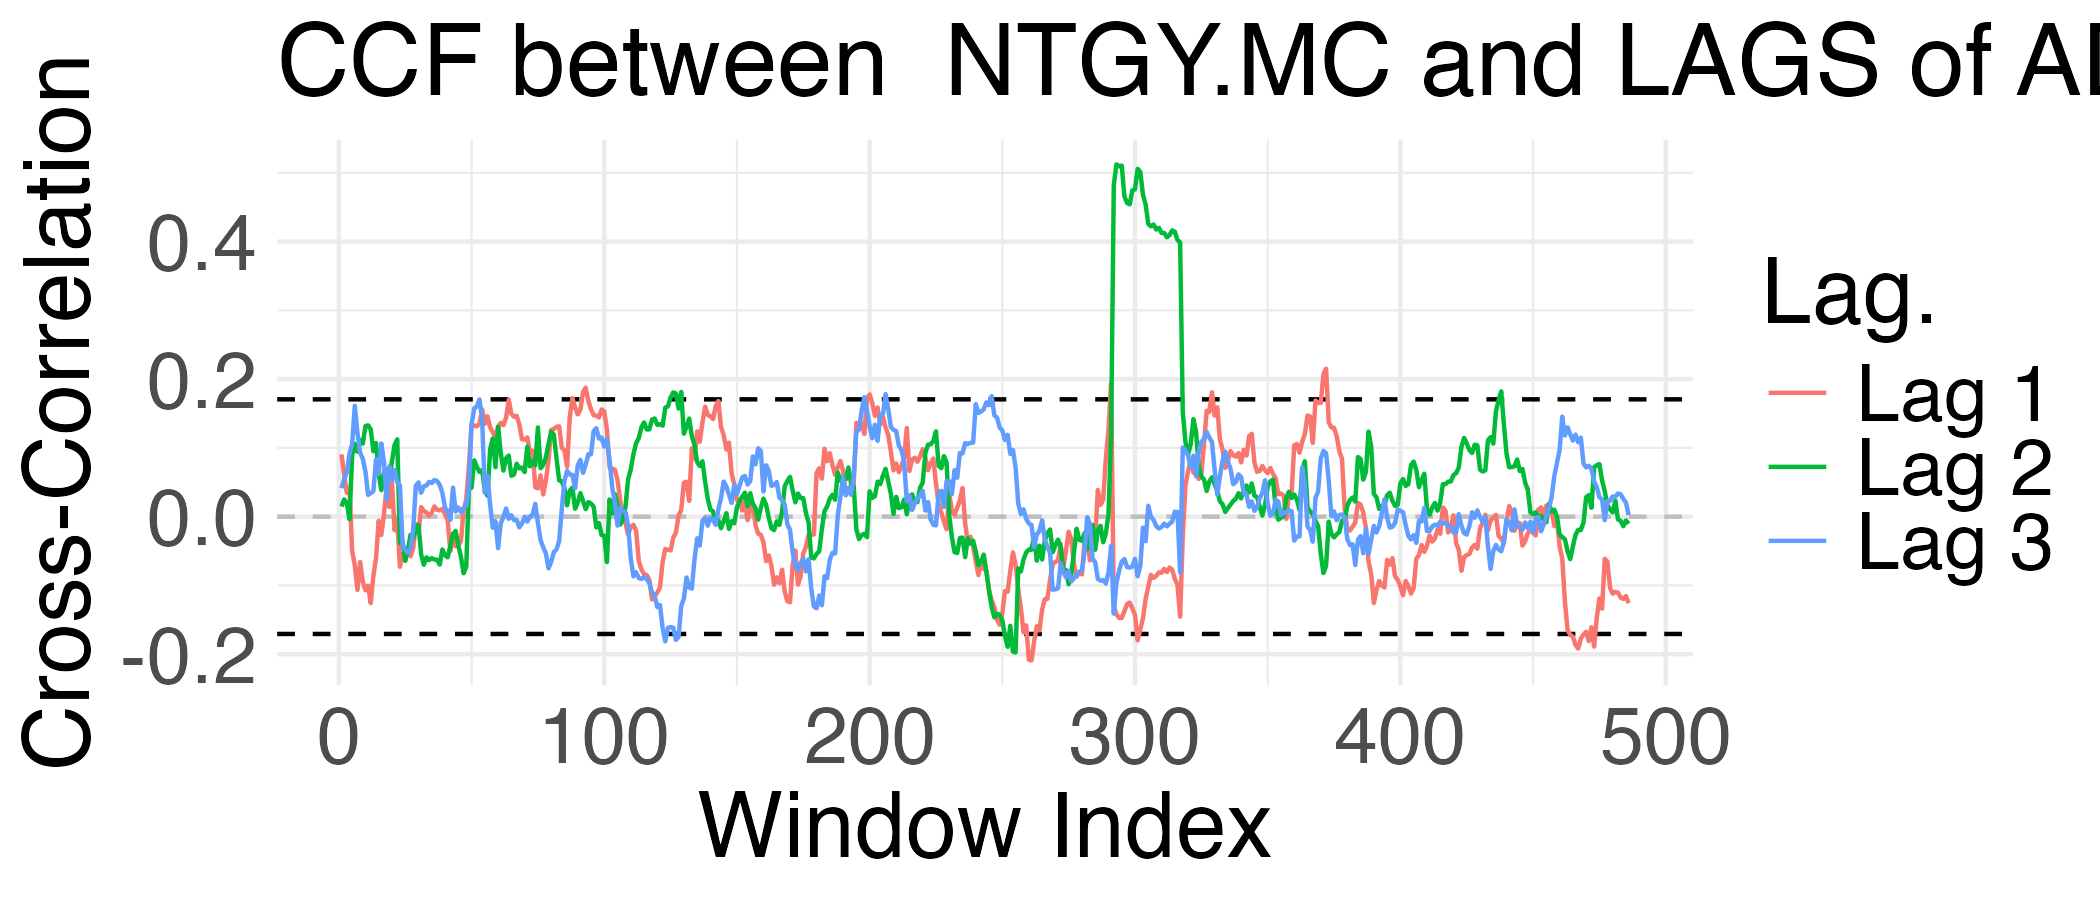 CCF between NTGY.MC and LAGS of
Cross-Correlation
0.4
0.2
0.0
-0.2
0
100
200
300
400
500
Window Index
Lag.
Lag 1
Lag 2
Lag 3